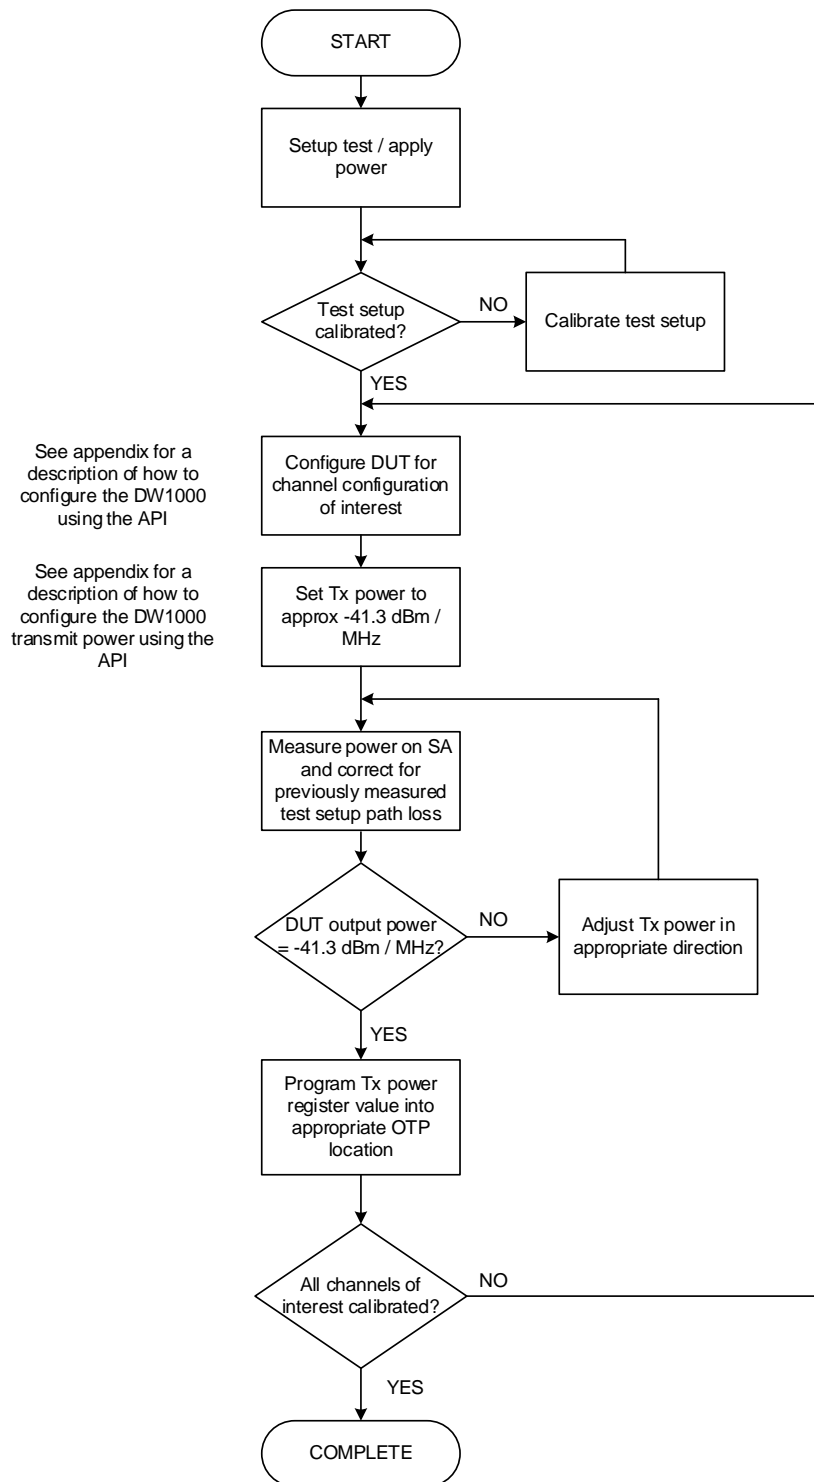 START
Setup test / apply
power
Test setup
calibrated?
NO
Calibrate test setup
YES
See appendix for a
description of how to
configure the DW1000
using the API
Configure DUT for
channel configuration
of interest
See appendix for a
description of how to
configure the DW1000
transmit power using the
API
Set Tx power to
approx -41.3 dBm /
MHz
Measure power on SA
and correct for
previously measured
test setup path loss
DUT output power
= -41.3 dBm / MHz?
NO
Adjust Tx power in
appropriate direction
YES
Program Tx power
register value into
appropriate OTP
location
All channels of
interest calibrated?
NO
YES
COMPLETE